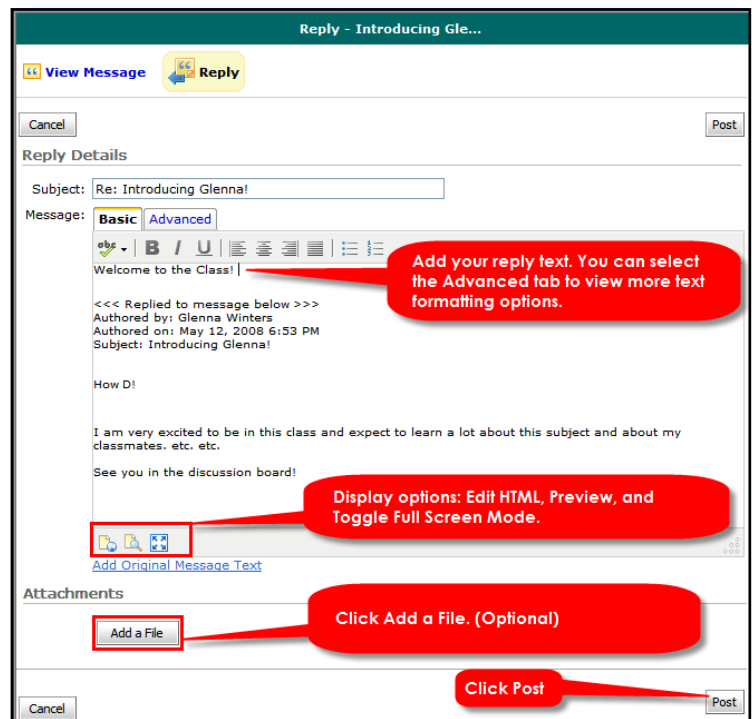 Reply - Introducing Gle...
View Message Reply
Cancel Post
Reply Details
Subject: Re: Introducing Glenna!
Message: Basic Advanced
abc B I U
Welcome to the Class!
Add your reply text. You can select
the Advanced tab to view more text
formatting options.
<<< Replied to message below >>>
Authored by: Glenna Winters
Authored on: May 12, 2008 6:53 PM
Subject: Introducing Glenna!
How D!
I am very excited to be in this class and expect to learn a lot about this subject and about my
classmates. etc. etc.
See you in the discussion board!
Display options: Edit HTML, Preview, and
Toggle Full Screen Mode.
Add Original Message Text
Attachments
Add a File
Click Add a File. (Optional)
Click Post
Cancel Post